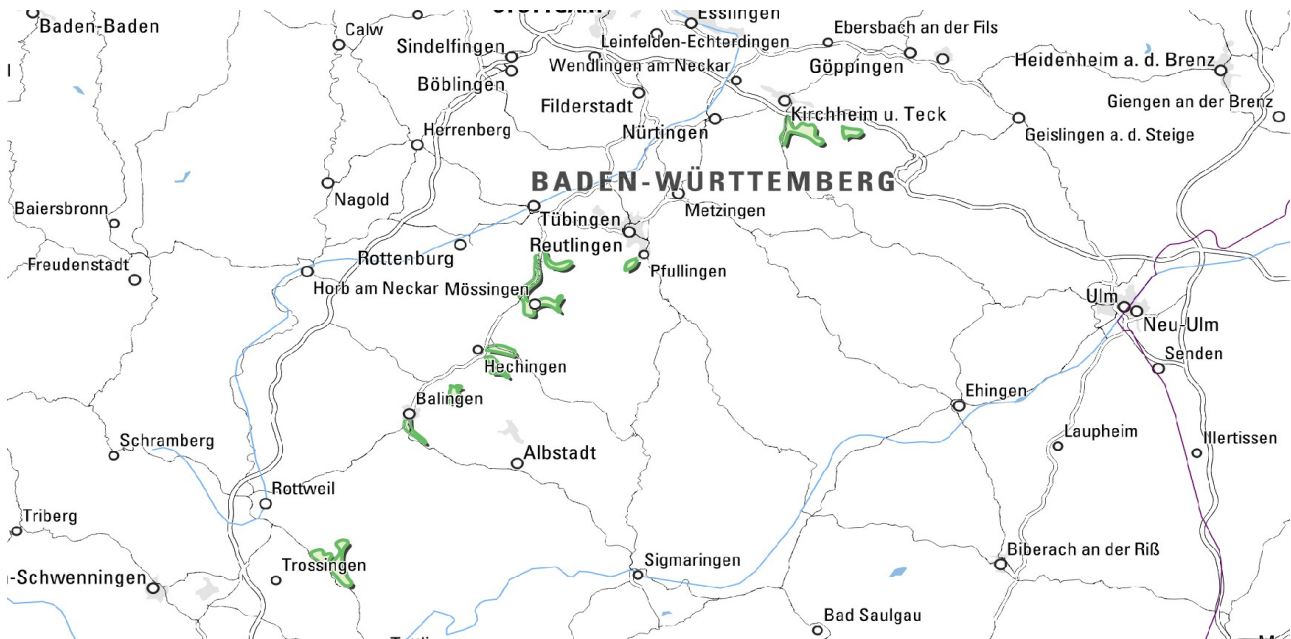 Esslingen
Baden-Baden
Calw
Ebersbach an der Fils
Sindelfingen
Leinfelden-Echterdingen
Wendlingen am Neckar
Göppingen
Heidenheim a. d. Brenz
Böblingen
Filderstadt
Giengen an der Brenz
Kirchheim u. Teck
Herrenberg
Nürtingen
Geislingen a. d. Steige
BADEN-WÜRTTEMBERG
Nagold
Baiersbronn
Metzingen
Tübingen
Reutlingen
Rottenburg
Freudenstadt
Pfullingen
Horb am Neckar
Mössingen
Ulm
Neu-Ulm
Senden
Hechingen
Balingen
Ehingen
Schramberg
Laupheim
Illertissen
Albstadt
Rottweil
Triberg
Biberach an der Riß
Trossingen
Sigmaringen
-Schwenningen
Bad Saulgau